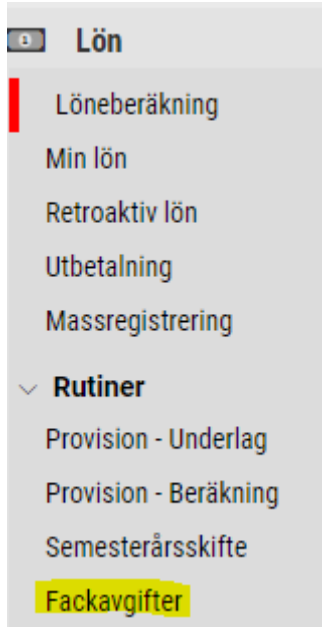 Lön
Löneberäkning
Min lön
Retroaktiv lön
Utbetalning
Massregistrering
Rutiner
Provision - Underlag
Provision - Beräkning
Semesterårsskifte
Fackavgifter